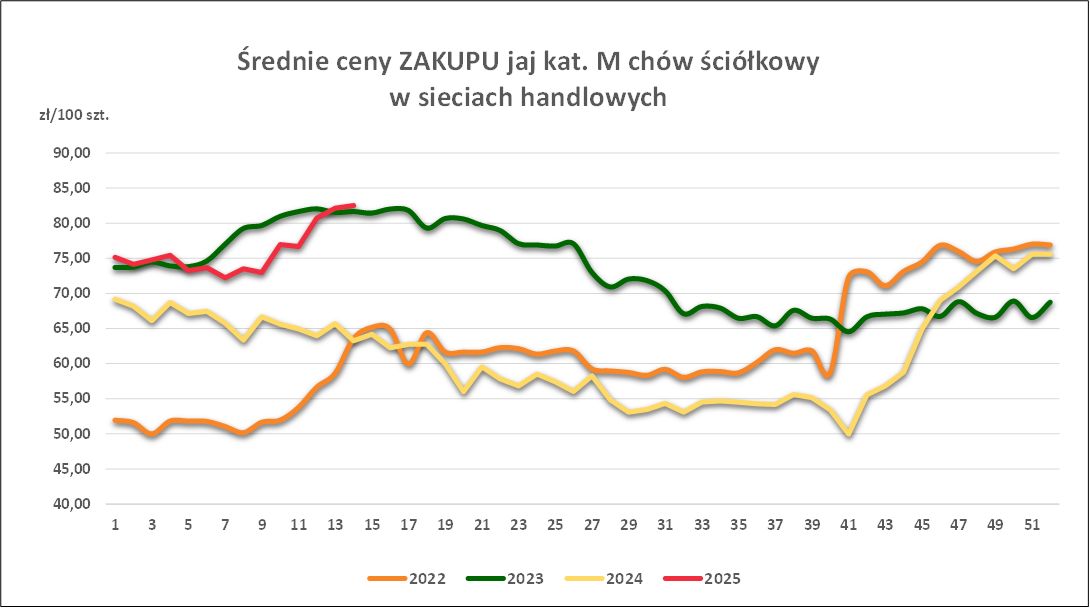 Średnie ceny ZAKUPU jaj kat. M chów ściółkowy
w sieciach handlowych
zł/100 szt.
90,00
85,00
80,00
75,00
70,00
65,00
60,00
55,00
50,00
45,00
40,00
1 3 5 7 9 11 13 15 17 19 21 23 25 27 29 31 33 35 37 39 41 43 45 47 49 51
2022 2023 2024 2025